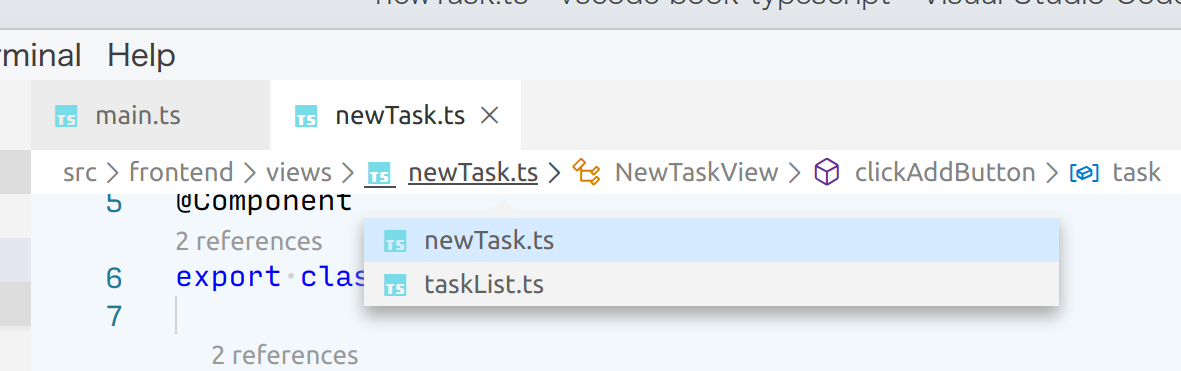 newTask.ts - vscode-book-typescript - Visual Studio Code
rminal Help
TS main.ts TS newTask.ts
src > frontend > views > TS newTask.ts > NewTaskView > clickAddButton > task
5 @Component
2 references
TS newTask.ts
6 export clas
TS taskList.ts
7
2 references